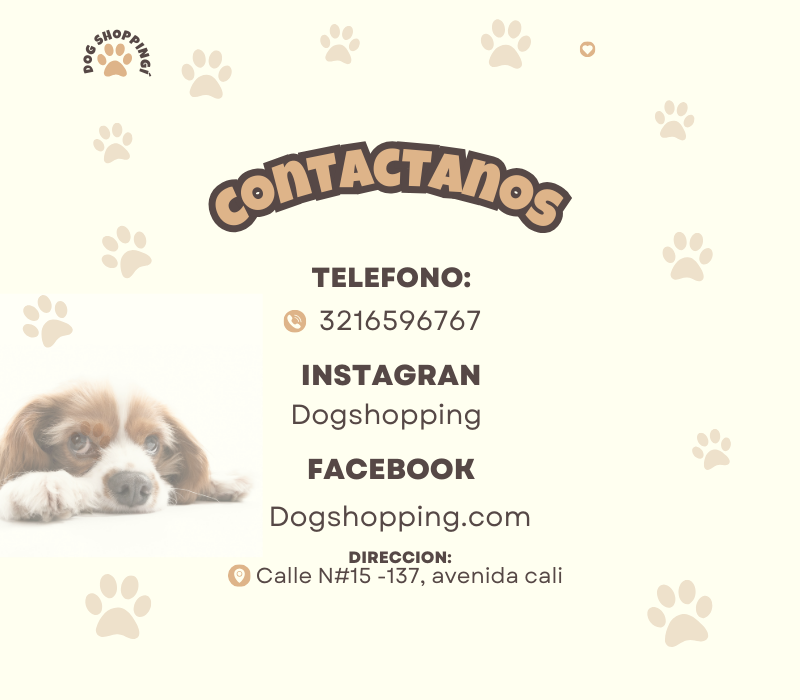 DOG SHOPPING!
CONTACTANOS
TELEFONO:
3216596767
INSTAGRAN
Dogshopping
FACEBOOK
Dogshopping.com
DIRECCION:
Calle N#15 -137, avenida cali